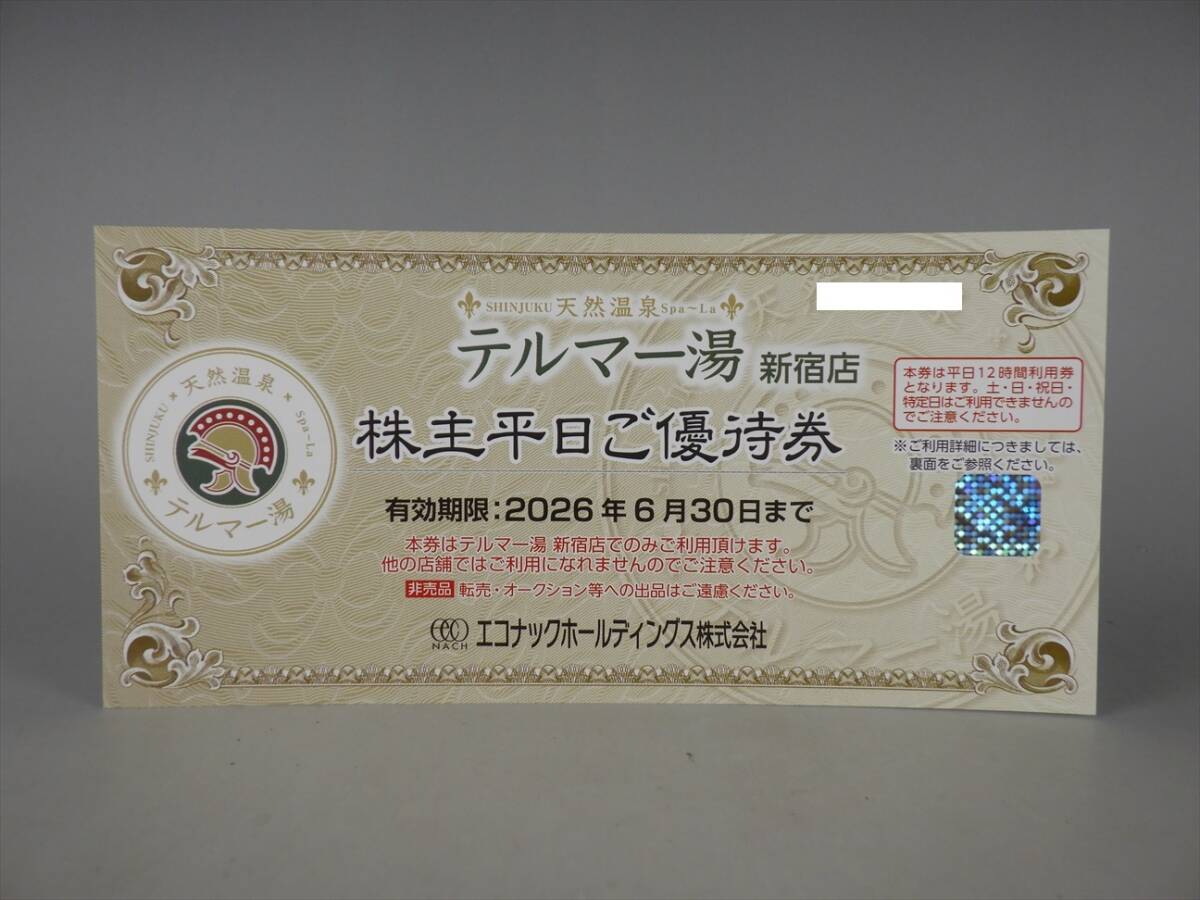 SHINJUKU 天然温泉 Spa〜La
テルマー湯 新宿店
株主平日ご優待券
有効期限：2026年6月30日まで
本券はテルマー湯 新宿店でのみご利用頂けます。
他の店舗ではご利用になれませんのでご注意ください。
非売品 転売・オークション等への出品はご遠慮ください。
NACH エコナックホールディングス株式会社
本券は平日12時間利用券
となります。土・日・祝日・
特定日はご利用できませんの
でご注意ください。
※ご利用詳細につきましては、
裏面をご参照ください。
SHINJUKU 天然温泉 Spa〜La
テルマー湯